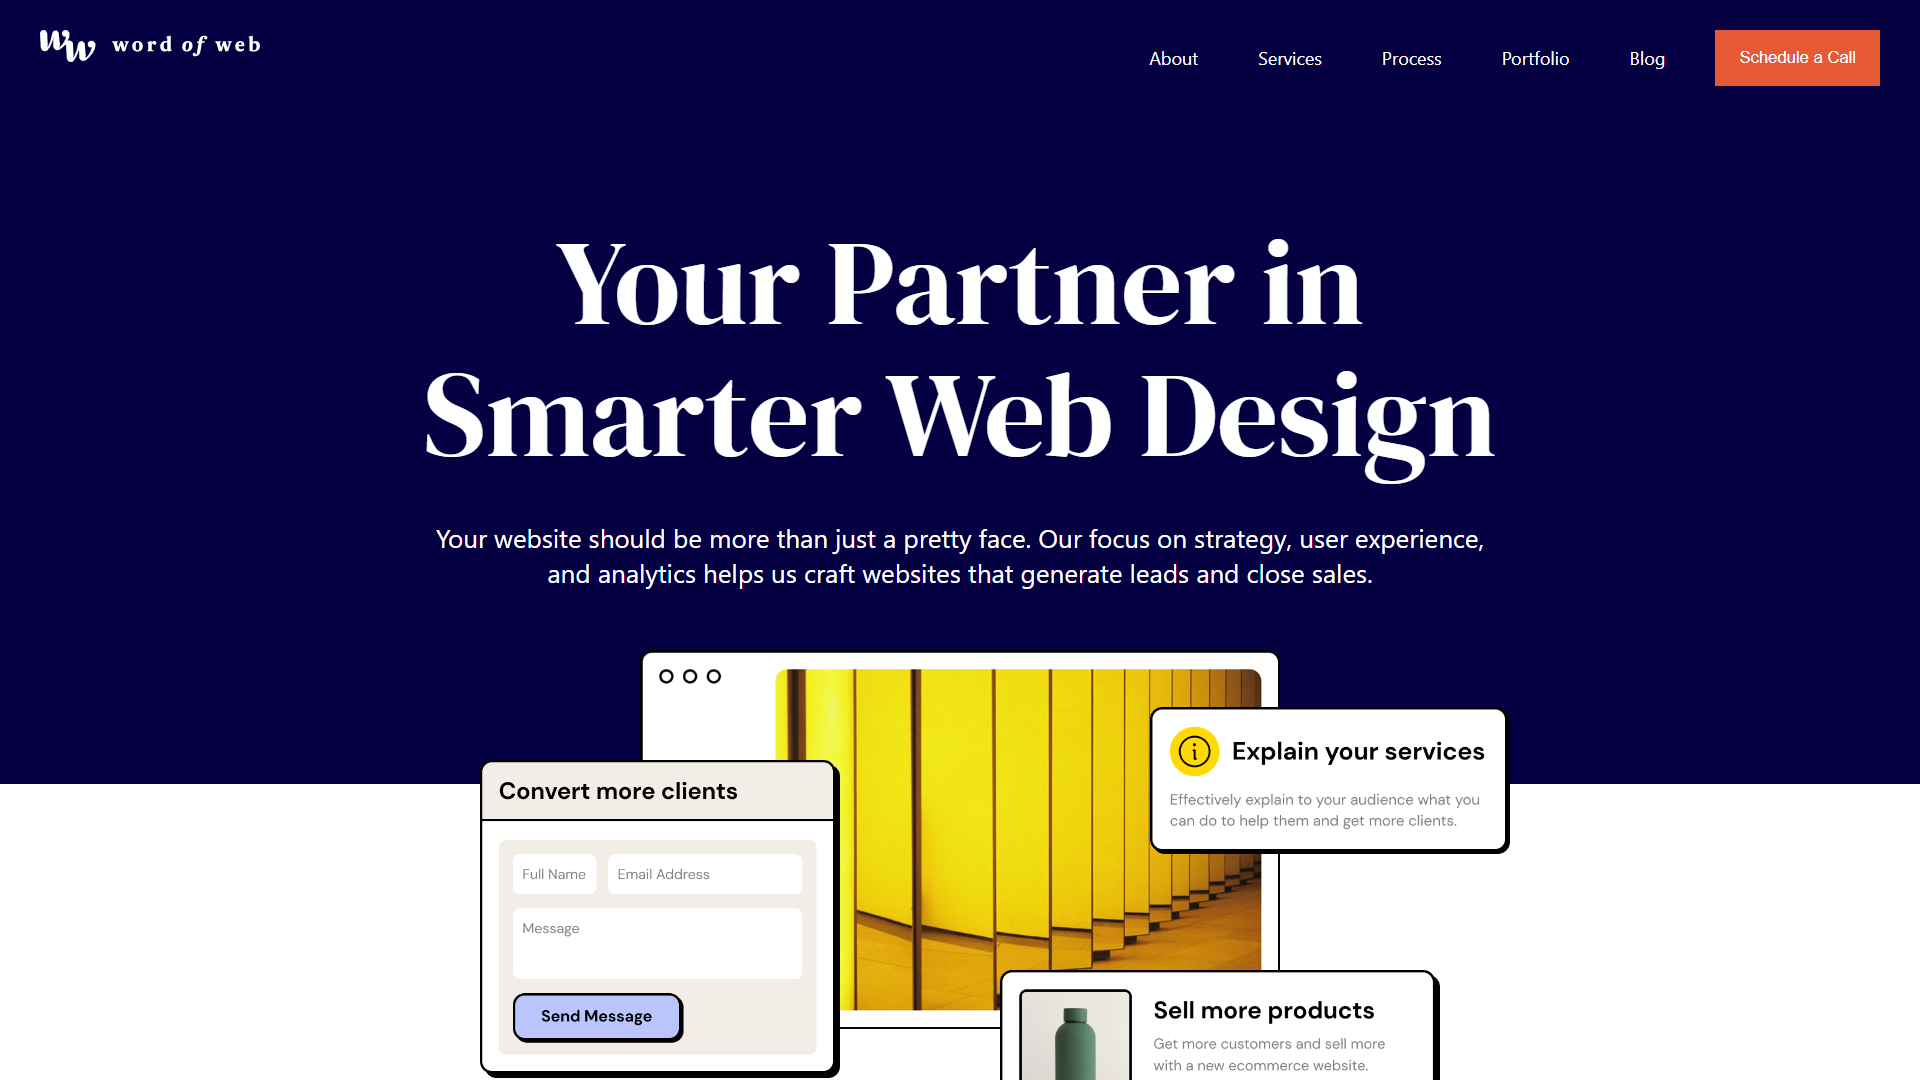 WW word of web
About
Services
Process
Portfolio
Blog
Schedule a Call
Your Partner in
Smarter Web Design
Your website should be more than just a pretty face. Our focus on strategy, user experience,
and analytics helps us craft websites that generate leads and close sales.
Explain your services
Effectively explain to your audience what you
can do to help them and get more clients.
Convert more clients
Full Name
Email Address
Message
Send Message
Sell more products
Get more customers and sell more
with a new ecommerce website.